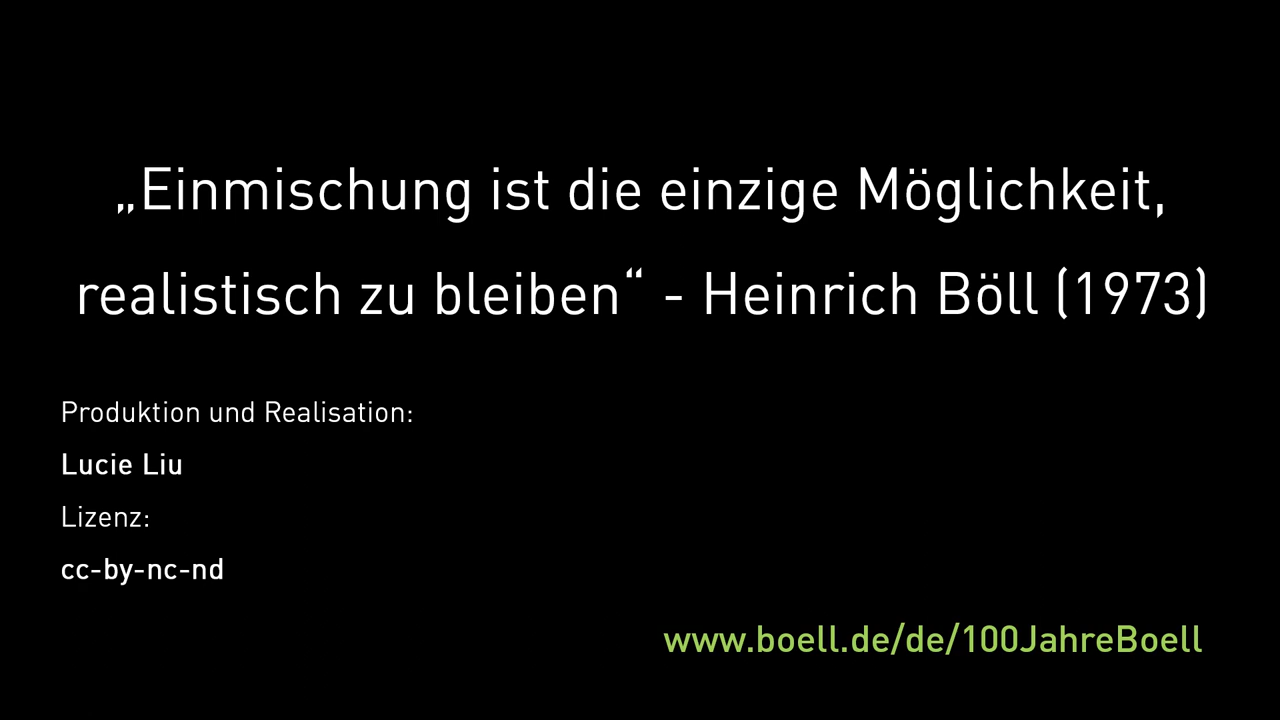 „Einmischung ist die einzige Möglichkeit,
realistisch zu bleiben“ - Heinrich Böll (1973)
Produktion und Realisation:
Lucie Liu
Lizenz:
cc-by-nc-nd
www.boell.de/de/100JahreBoell